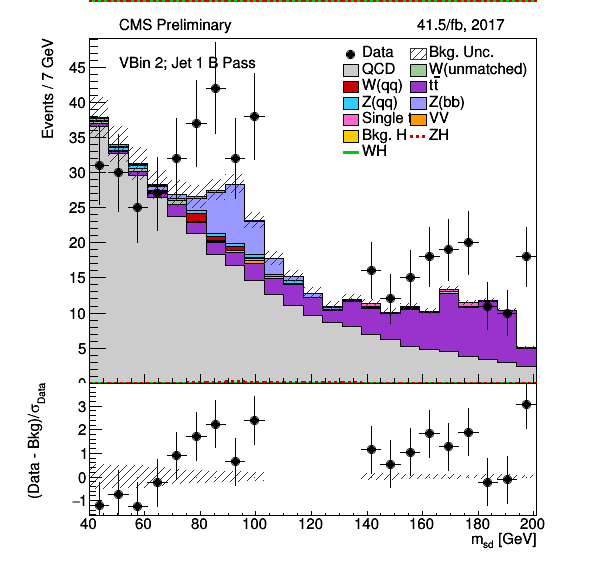 CMS Preliminary 41.5/fb, 2017
VBin 2; Jet 1 B Pass
Data Bkg. Unc.
QCD W(unmatched)
W(qq) tt̄
Z(qq) Z(bb)
Single t VV
Bkg. H ZH
WH
Events / 7 GeV
45
40
35
30
25
20
15
10
5
0
(Data - Bkg)/σData
3
2
1
0
−1
40 60 80 100 120 140 160 180 200
msd [GeV]